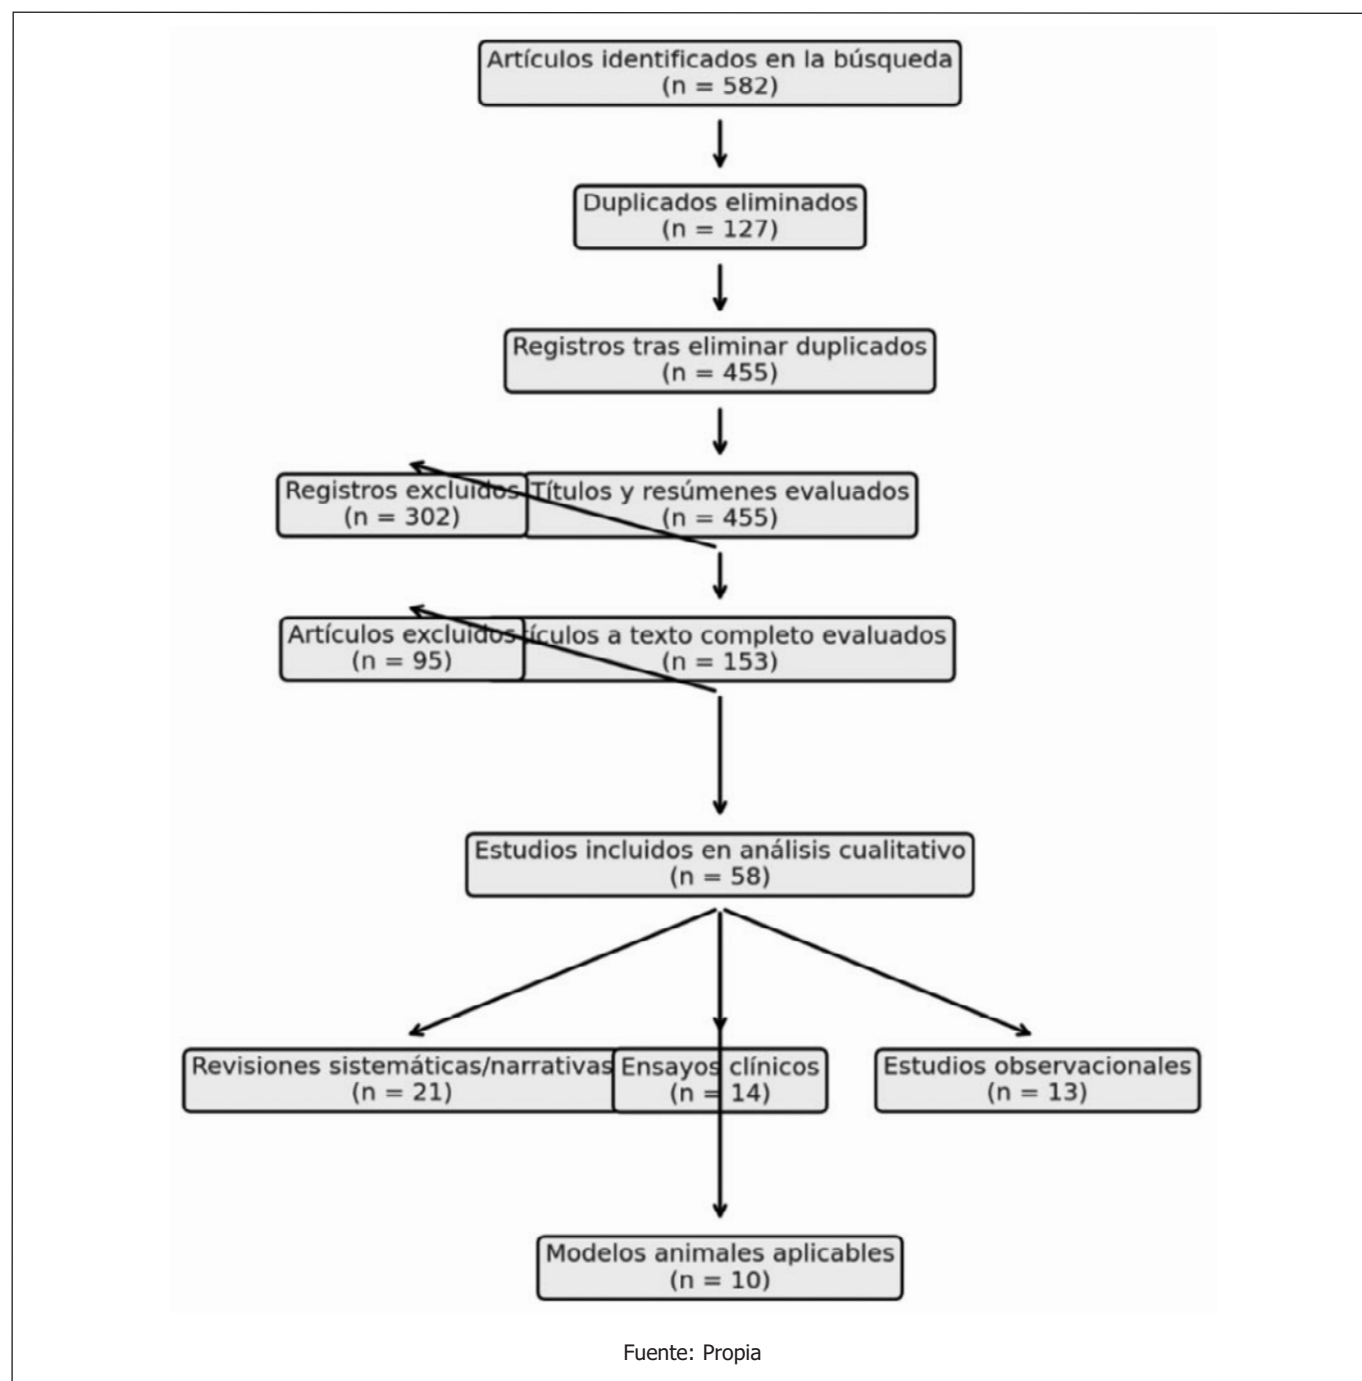 Artículos identificados en la búsqueda
(n = 582)
Duplicados eliminados
(n = 127)
Registros tras eliminar duplicados
(n = 455)
Registros excluidos
(n = 302)
Títulos y resúmenes evaluados
(n = 455)
Artículos excluidos
(n = 95)
ículos a texto completo evaluados
(n = 153)
Estudios incluidos en análisis cualitativo
(n = 58)
Revisiones sistemáticas/narrativas
(n = 21)
Ensayos clínicos
(n = 14)
Estudios observacionales
(n = 13)
Modelos animales aplicables
(n = 10)
Fuente: Propia